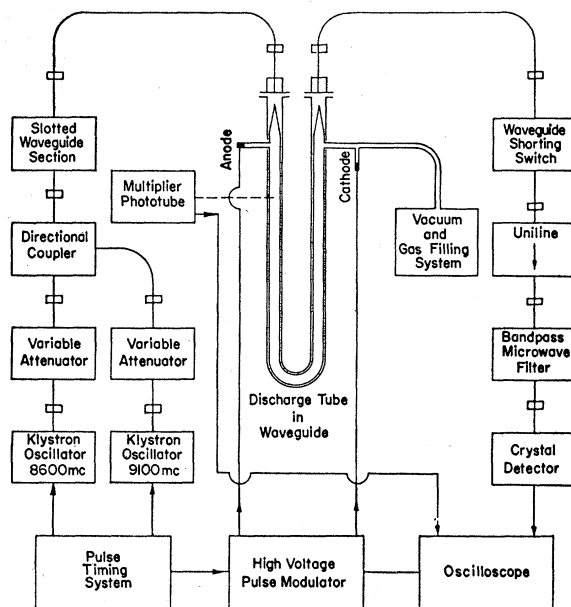 Slotted
Waveguide
Section
Anode
Cathode
Waveguide
Shorting
Switch
Multiplier
Phototube
Directional
Coupler
Vacuum
and
Gas Filling
System
Uniline
Variable
Attenuator
Variable
Attenuator
Bandpass
Microwave
Filter
Discharge Tube
in
Waveguide
Klystron
Oscillator
8600mc
Klystron
Oscillator
9100mc
Crystal
Detector
Pulse
Timing
System
High Voltage
Pulse Modulator
Oscilloscope